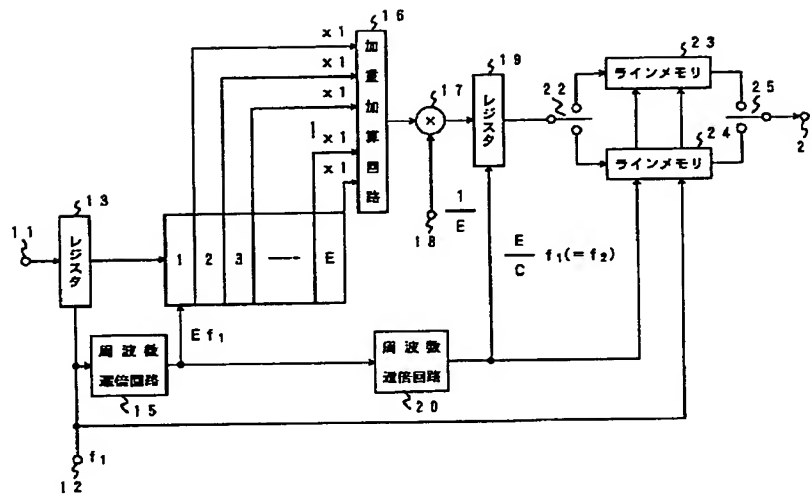 16
×1
×1
×1
×1
×1
加重加算回路
17
×
1/E
18
19
レジスタ
22
23
ラインメモリ
24
ラインメモリ
25
2
11
13
レジスタ
1 2 3 E
E f₁
E/C f₁(=f₂)
周波数
逓倍回路
15
周波数
逓倍回路
20
f₁
12